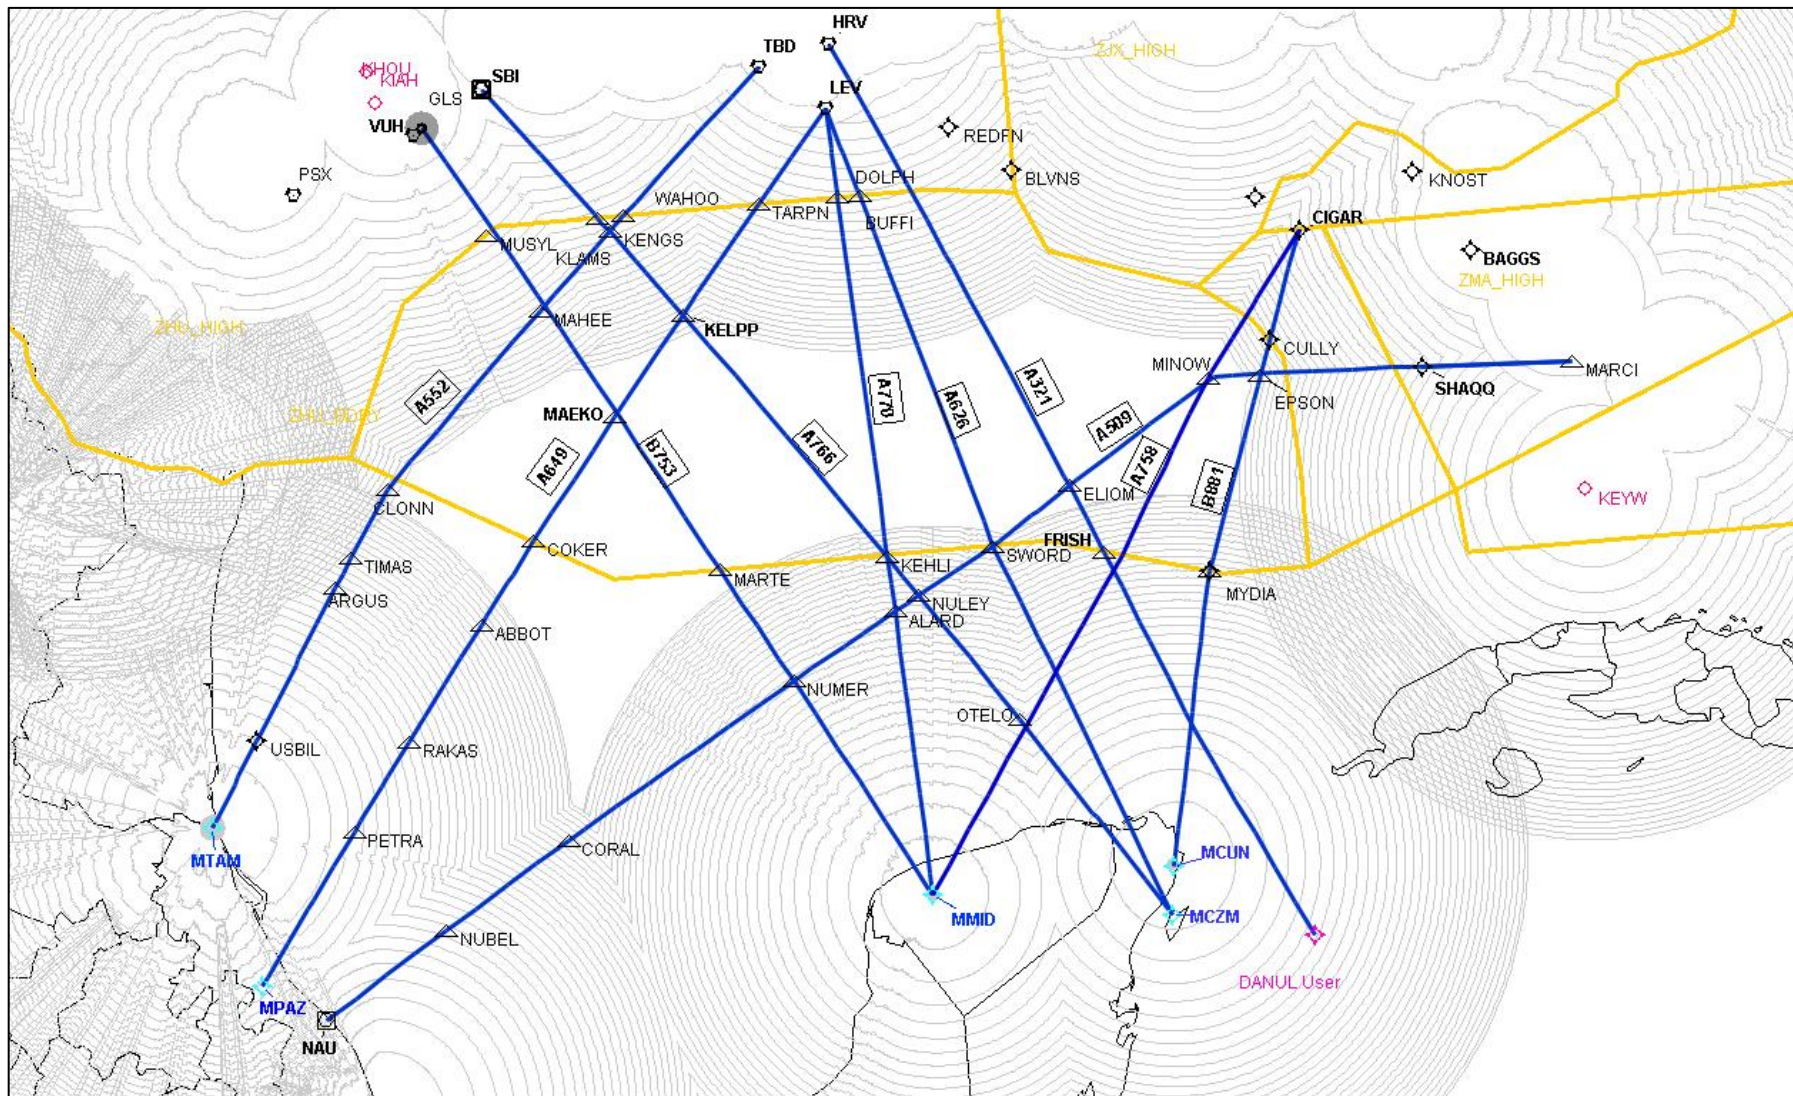 HRV
TBD
ZJX_HIGH
KHOU
KIAH
SBI
GLS
LEV
VUH
REDFN
PSX
DOLPH
BLVNS
KNOST
WAHOO
TARPN
BUFFI
CIGAR
MUSYL
KENGS
KLAMS
BAGGS
ZMA_HIGH
MAHEE
ZHU_HIGH
KELPP
CULLY
MINOW
MARCI
SHAQQ
EPSON
A552
A770
A626
A321
MAEKO
A509
A649
B753
A766
A758
B881
ELIOM
KEYW
CLONN
FRISH
COKER
SWORD
TIMAS
KEHLI
MARTE
MYDIA
ARGUS
NULEY
ALARD
ABBOT
NUMER
OTELO
USBIL
RAKAS
PETRA
CORAL
MTAM
MCUN
MMID
MCZM
NUBEL
DANUL.User
MPAZ
NAU